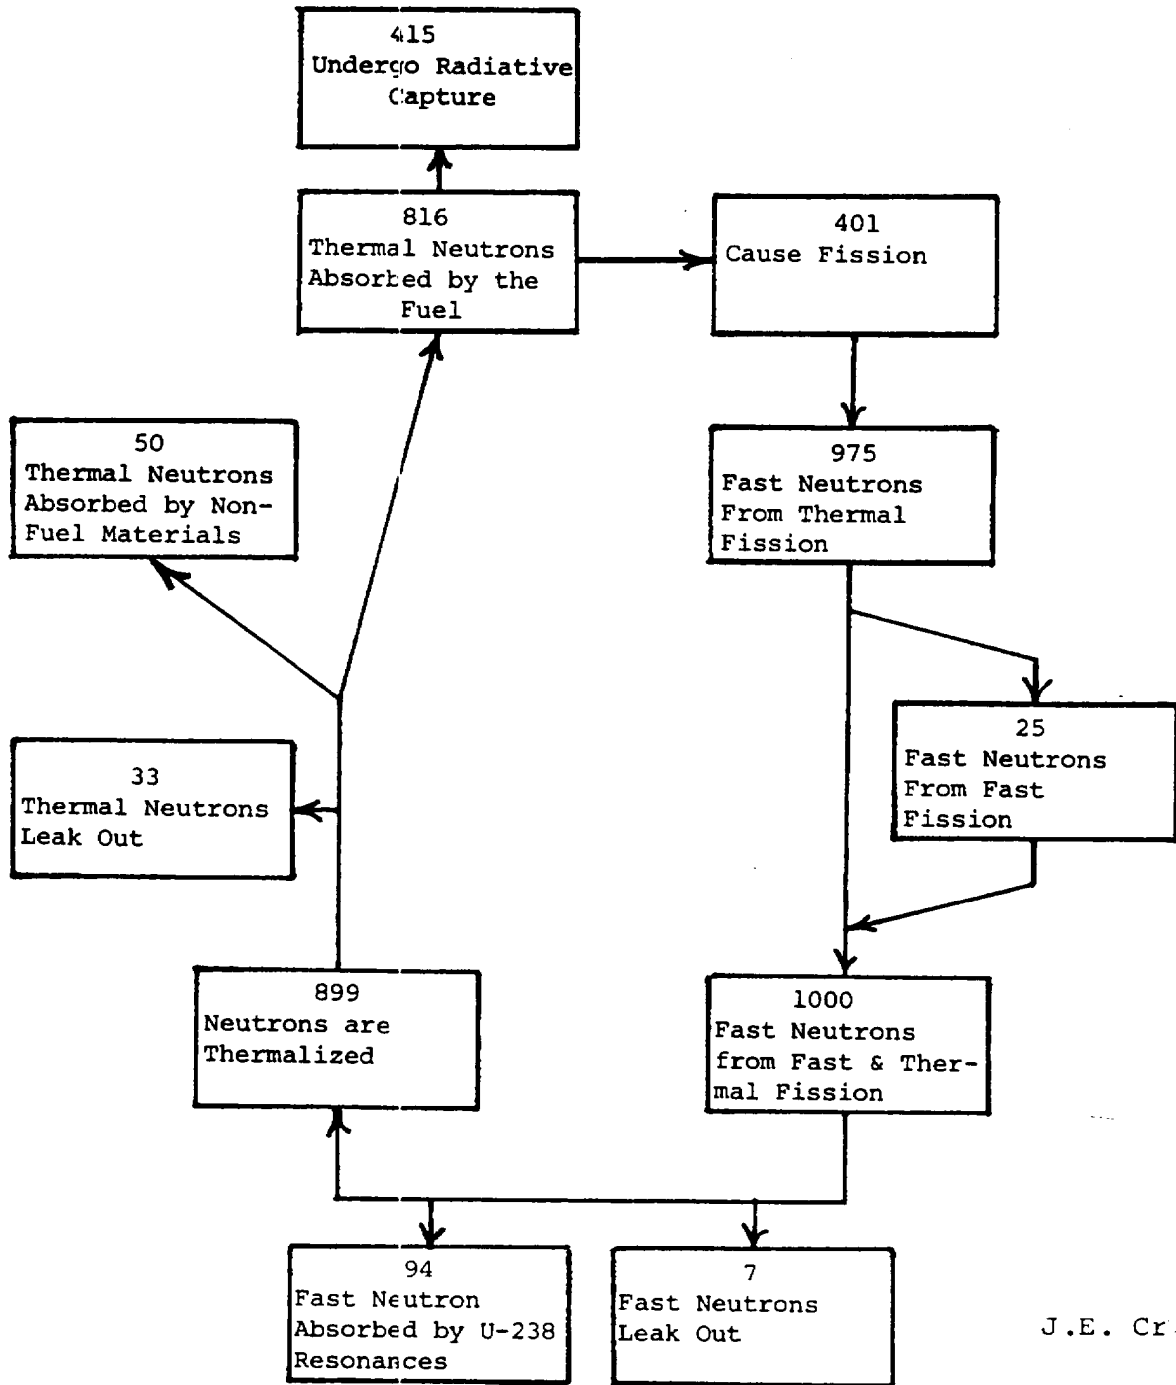 415
Undergo Radiative
Capture
816
Thermal Neutrons
Absorbed by the
Fuel
401
Cause Fission
50
Thermal Neutrons
Absorbed by Non-
Fuel Materials
975
Fast Neutrons
From Thermal
Fission
25
Fast Neutrons
From Fast
Fission
33
Thermal Neutrons
Leak Out
899
Neutrons are
Thermalized
1000
Fast Neutrons
from Fast & Ther-
mal Fission
94
Fast Neutron
Absorbed by U-238
Resonances
7
Fast Neutrons
Leak Out
J.E. Cr